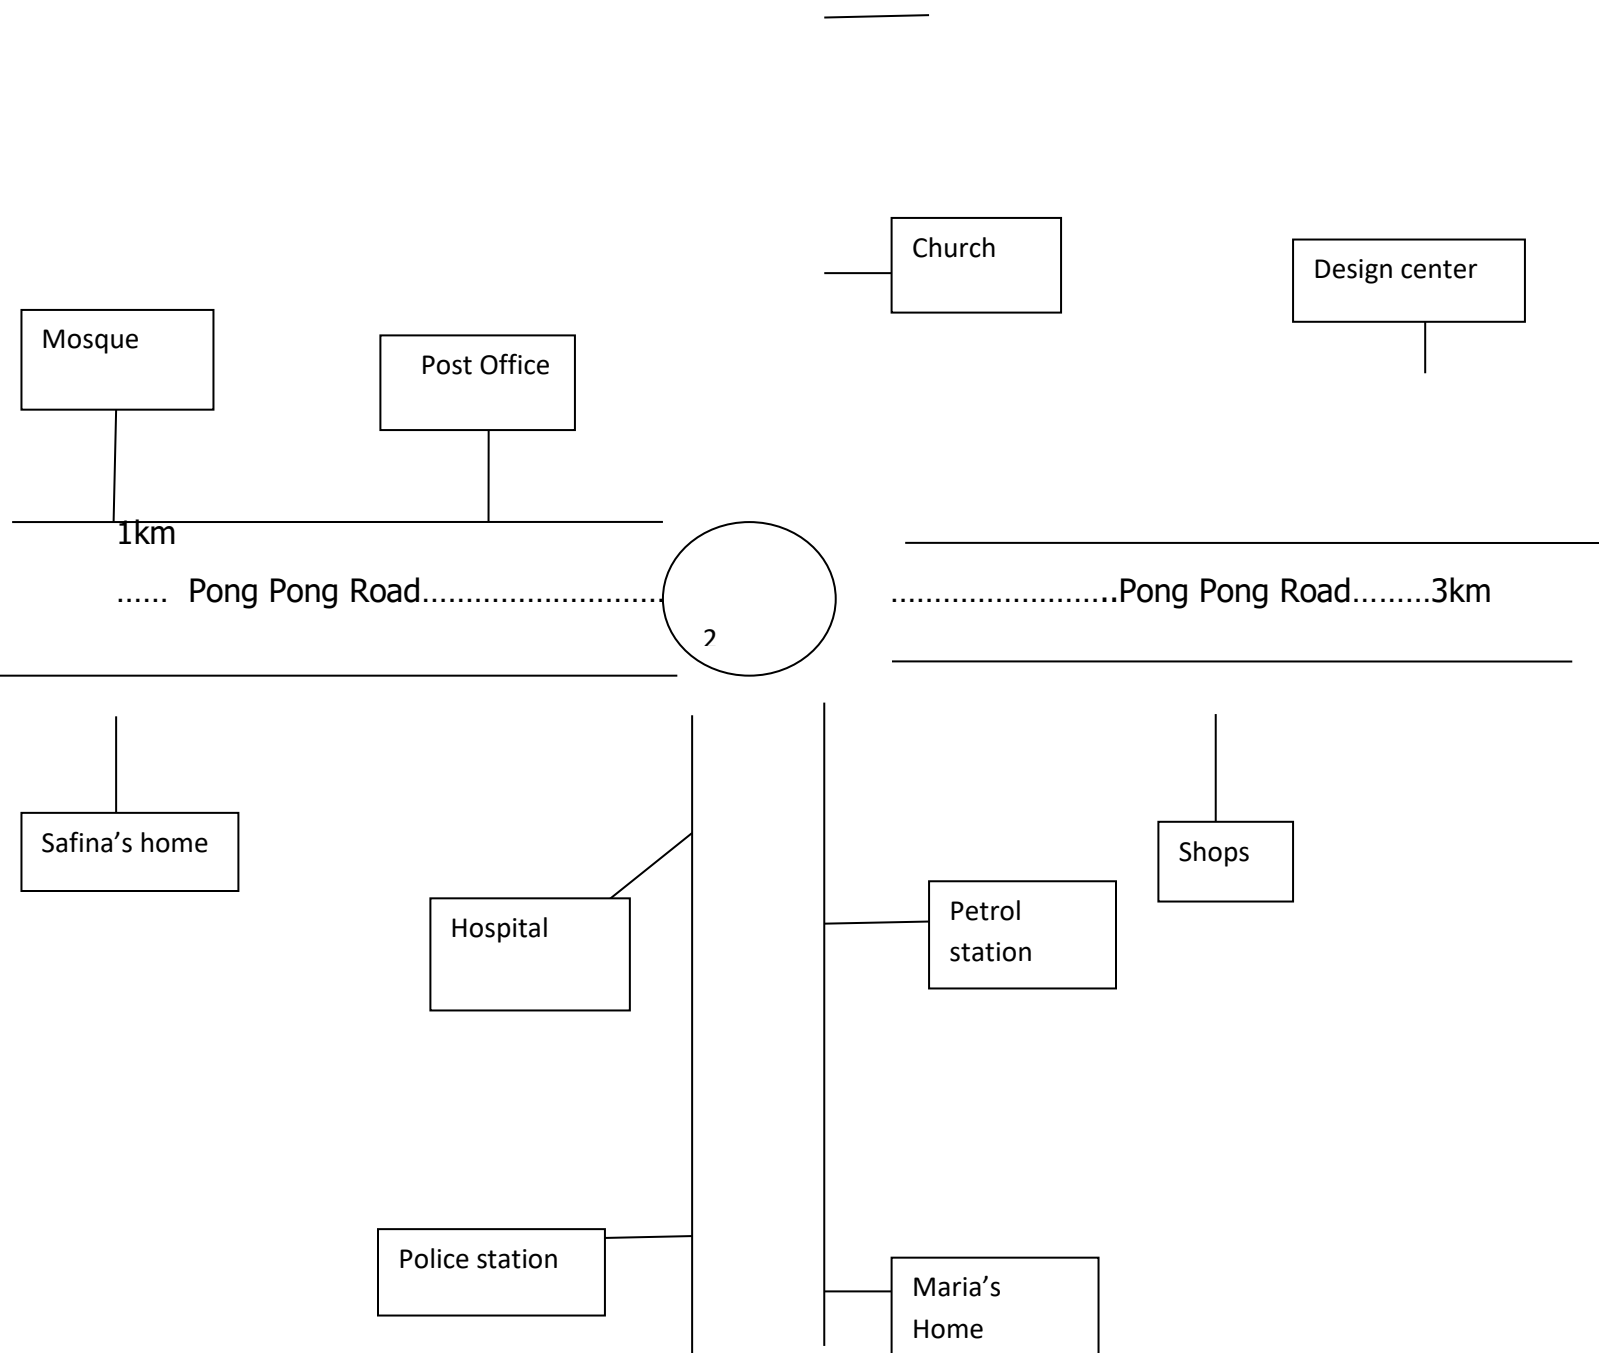 Church
Design center
Mosque
Post Office
1km
...... Pong Pong Road............................
...........................Pong Pong Road.........3km
2
Safina’s home
Shops
Hospital
Petrol
station
Police station
Maria’s
Home